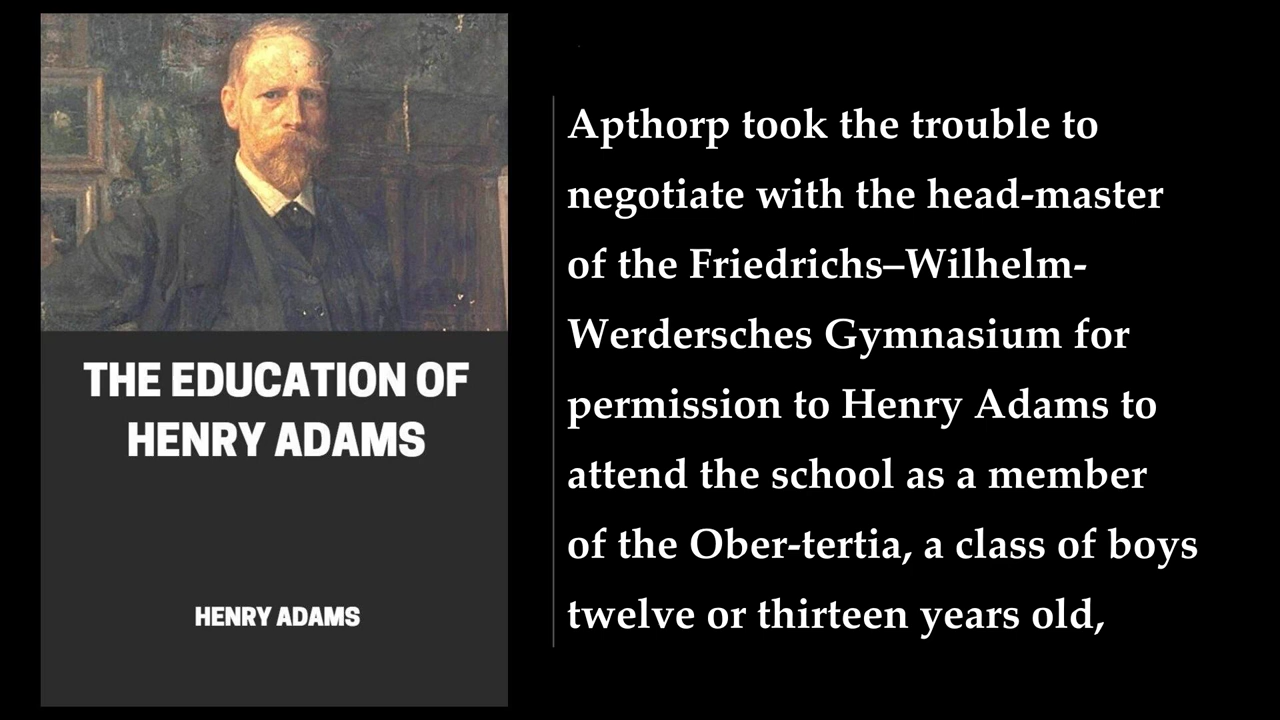 THE EDUCATION OF
HENRY ADAMS
HENRY ADAMS
Apthorp took the trouble to
negotiate with the head-master
of the Friedrichs–Wilhelm-
Werdersches Gymnasium for
permission to Henry Adams to
attend the school as a member
of the Ober-tertia, a class of boys
twelve or thirteen years old,